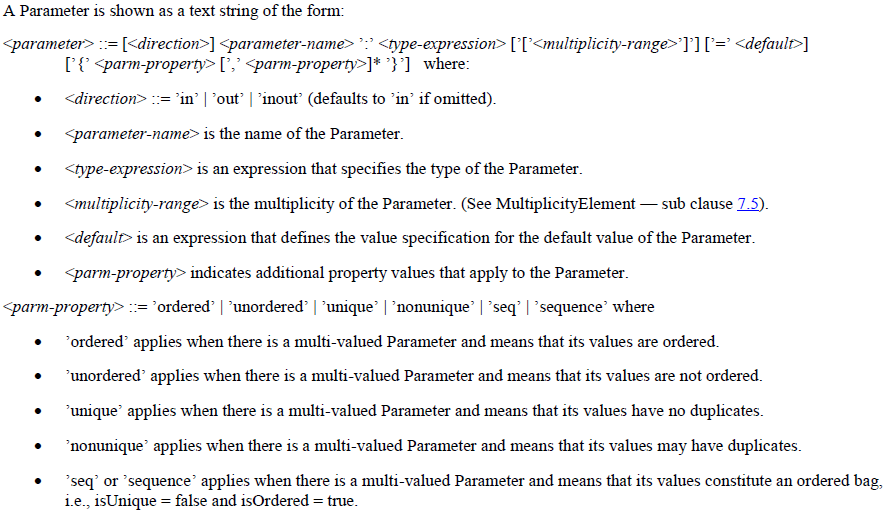 A Parameter is shown as a text string of the form:
<parameter> ::= [<direction>] <parameter-name> ’:’ <type-expression> [’[’<multiplicity-range>’]’] [’=’ <default>]
[’{’ <parm-property> [’,’ <parm-property>]* ’}’] where:
• <direction> ::= ’in’ | ’out’ | ’inout’ (defaults to ’in’ if omitted).
• <parameter-name> is the name of the Parameter.
• <type-expression> is an expression that specifies the type of the Parameter.
• <multiplicity-range> is the multiplicity of the Parameter. (See MultiplicityElement — sub clause 7.5).
• <default> is an expression that defines the value specification for the default value of the Parameter.
• <parm-property> indicates additional property values that apply to the Parameter.
<parm-property> ::= ’ordered’ | ’unordered’ | ’unique’ | ’nonunique’ | ’seq’ | ’sequence’ where
• ’ordered’ applies when there is a multi-valued Parameter and means that its values are ordered.
• ’unordered’ applies when there is a multi-valued Parameter and means that its values are not ordered.
• ’unique’ applies when there is a multi-valued Parameter and means that its values have no duplicates.
• ’nonunique’ applies when there is a multi-valued Parameter and means that its values may have duplicates.
• ’seq’ or ’sequence’ applies when there is a multi-valued Parameter and means that its values constitute an ordered bag,
i.e., isUnique = false and isOrdered = true.